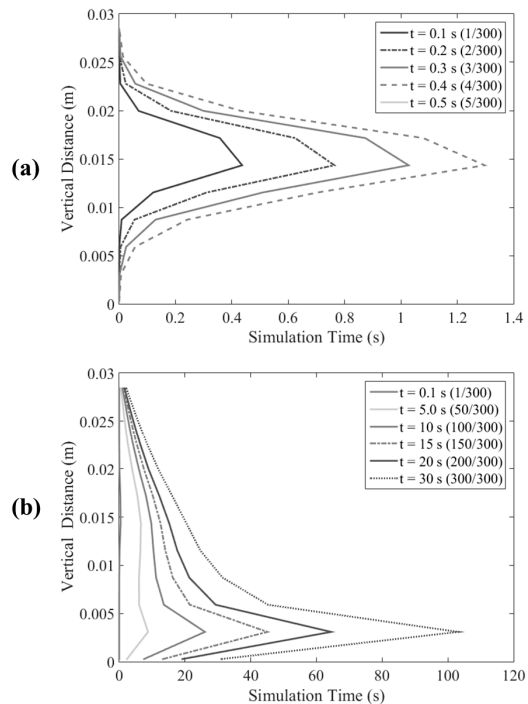 (a)
Vertical Distance (m)
0.03
0.025
0.02
0.015
0.01
0.005
0
t = 0.1 s (1/300)
t = 0.2 s (2/300)
t = 0.3 s (3/300)
t = 0.4 s (4/300)
t = 0.5 s (5/300)
0 0.2 0.4 0.6 0.8 1 1.2 1.4
Simulation Time (s)
(b)
Vertical Distance (m)
0.03
0.02
0.015
0.01
0.005
0
t = 0.1 s (1/300)
t = 5.0 s (50/300)
t = 10 s (100/300)
t = 15 s (150/300)
t = 20 s (200/300)
t = 30 s (300/300)
0 20 40 60 80 100 120
Simulation Time (s)